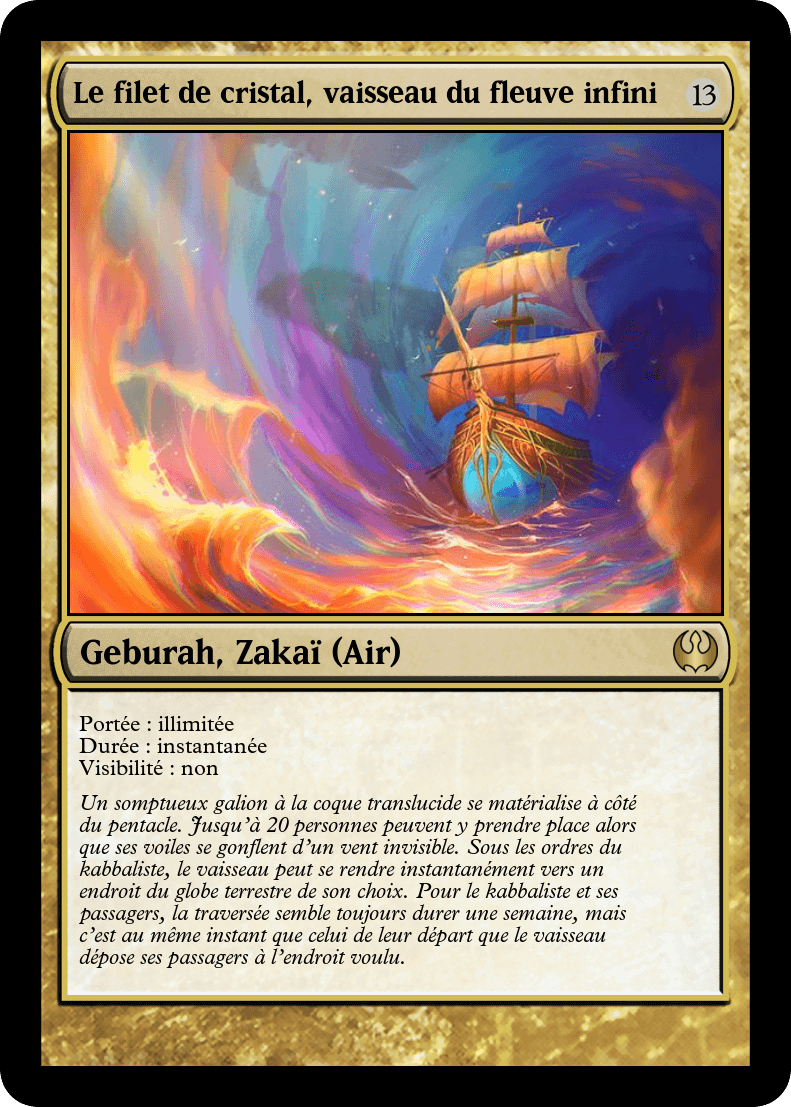 Le filet de cristal, vaisseau du fleuve infini 13
Geburah, Zakaï (Air)
Portée : illimitée
Durée : instantanée
Visibilité : non
Un somptueux galion à la coque translucide se matérialise à côté
du pentacle. Jusqu'à 20 personnes peuvent y prendre place alors
que ses voiles se gonflent d'un vent invisible. Sous les ordres du
kabbaliste, le vaisseau peut se rendre instantanément vers un
endroit du globe terrestre de son choix. Pour le kabbaliste et ses
passagers, la traversée semble toujours durer une semaine, mais
c'est au même instant que celui de leur départ que le vaisseau
dépose ses passagers à l'endroit voulu.